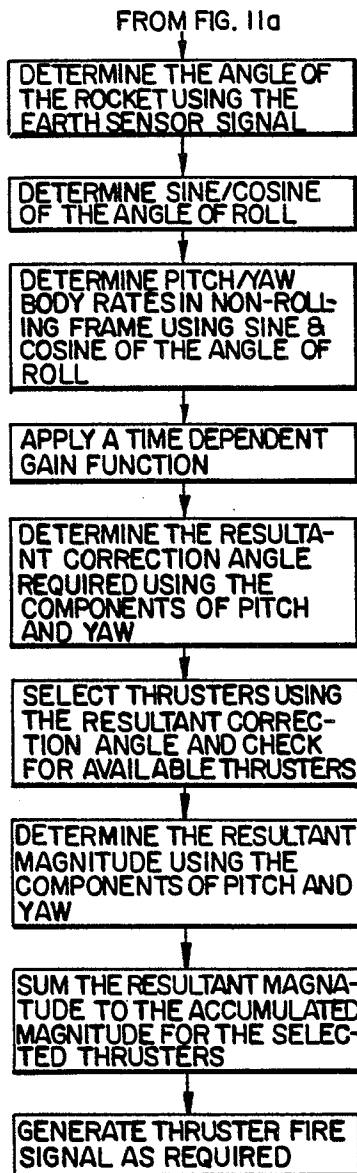 FROM FIG. 11a
DETERMINE THE ANGLE OF
THE ROCKET USING THE
EARTH SENSOR SIGNAL
DETERMINE SINE/COSINE
OF THE ANGLE OF ROLL
DETERMINE PITCH/YAW
BODY RATES IN NON-ROLL-
ING FRAME USING SINE &
COSINE OF THE ANGLE OF
ROLL
APPLY A TIME DEPENDENT
GAIN FUNCTION
DETERMINE THE RESULTA-
NT CORRECTION ANGLE
REQUIRED USING THE
COMPONENTS OF PITCH
AND YAW
SELECT THRUSTERS USING
THE RESULTANT CORREC-
TION ANGLE AND CHECK
FOR AVAILABLE THRUSTERS
DETERMINE THE RESULTANT
MAGNITUDE USING THE
COMPONENTS OF PITCH AND
YAW
SUM THE RESULTANT MAGNA-
TUDE TO THE ACCUMULATED
MAGNITUDE FOR THE SELEC-
TED THRUSTERS
GENERATE THRUSTER FIRE
SIGNAL AS REQUIRED